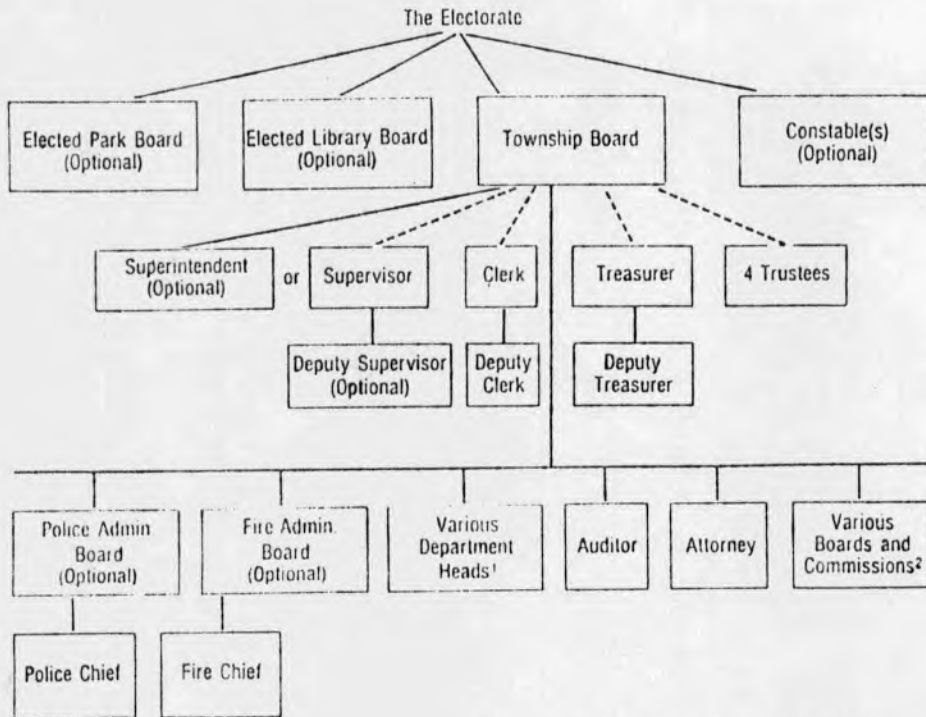 The Electorate
Elected Park Board
(Optional)
Elected Library Board
(Optional)
Township Board
Constable(s)
(Optional)
Superintendent
(Optional)
or
Supervisor
Clerk
Treasurer
4 Trustees
Deputy Supervisor
(Optional)
Deputy
Clerk
Deputy
Treasurer
Police Admin
Board
(Optional)
Fire Admin.
Board
(Optional)
Various
Department
Heads¹
Auditor
Attorney
Various
Boards and
Commissions²
Police Chief
Fire Chief